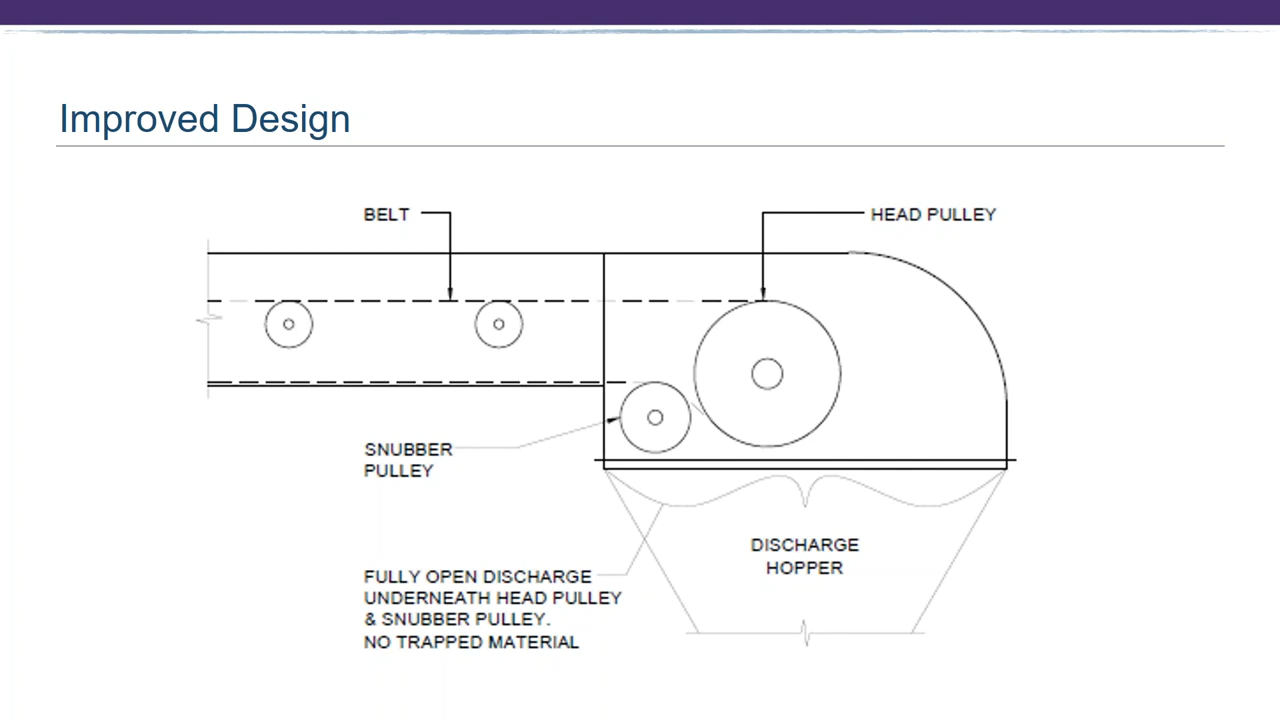 Improved Design
BELT
HEAD PULLEY
SNUBBER
PULLEY
DISCHARGE
HOPPER
FULLY OPEN DISCHARGE
UNDERNEATH HEAD PULLEY
& SNUBBER PULLEY.
NO TRAPPED MATERIAL